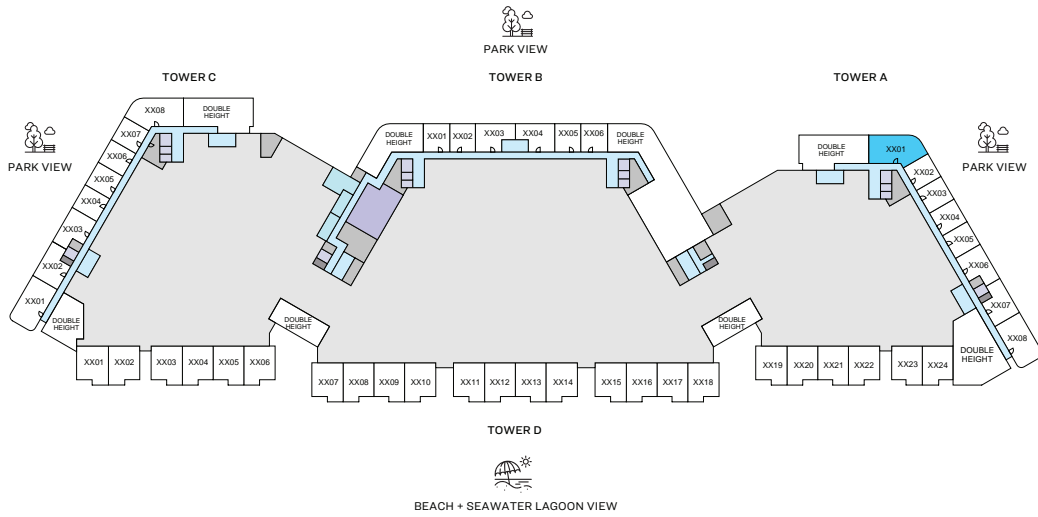 PARK VIEW
TOWER C
TOWER B
TOWER A
PARK VIEW
PARK VIEW
XX08
DOUBLE
HEIGHT
XX07
XX06
XX05
XX04
XX03
XX02
XX01
DOUBLE
HEIGHT
DOUBLE
HEIGHT
XX01
XX02
XX03
XX04
XX05
XX06
DOUBLE
HEIGHT
DOUBLE
HEIGHT
XX01
XX02
XX03
XX04
XX05
XX06
XX07
XX08
DOUBLE
HEIGHT
DOUBLE
HEIGHT
DOUBLE
HEIGHT
XX01
XX02
XX03
XX04
XX05
XX06
XX07
XX08
XX09
XX10
XX11
XX12
XX13
XX14
XX15
XX16
XX17
XX18
XX19
XX20
XX21
XX22
XX23
XX24
TOWER D
BEACH + SEAWATER LAGOON VIEW